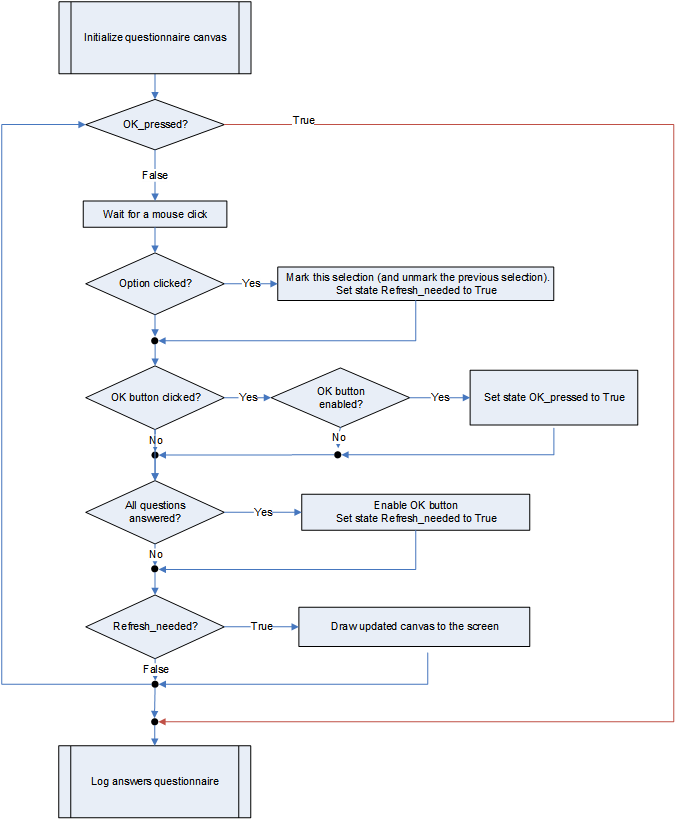 Initialize questionnaire canvas
OK_pressed?
True
False
Wait for a mouse click
Option clicked?
Yes
Mark this selection (and unmark the previous selection).
Set state Refresh_needed to True
OK button clicked?
Yes
OK button
enabled?
Yes
Set state OK_pressed to True
No
No
All questions
answered?
Yes
Enable OK button
Set state Refresh_needed to True
No
Refresh_needed?
True
Draw updated canvas to the screen
False
Log answers questionnaire